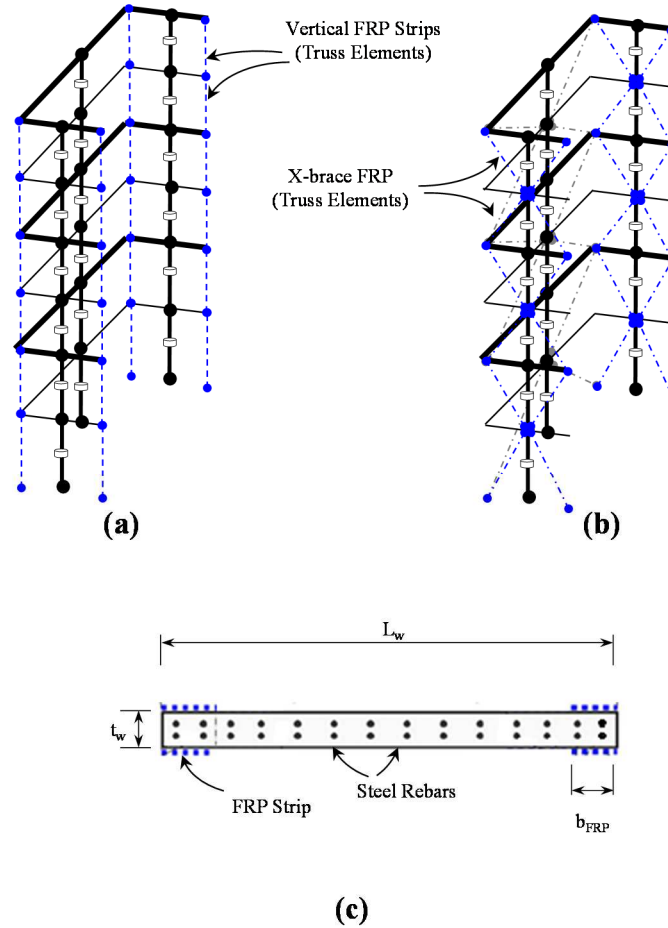 Vertical FRP Strips
(Truss Elements)
X-brace FRP
(Truss Elements)
(a)
(b)
Lw
tw
FRP Strip
Steel Rebars
bFRP
(c)